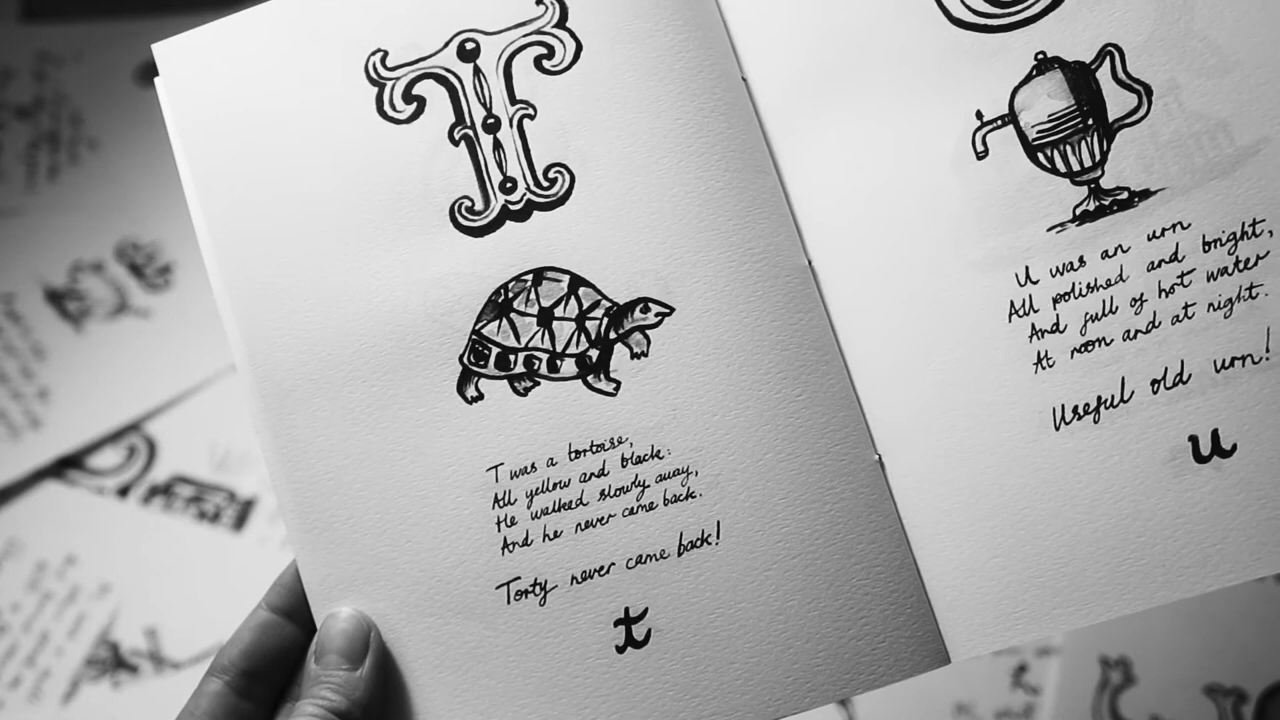 T
T was a tortoise,
All yellow and black:
He walked slowly away,
And he never came back.
Torty never came back!
t
U was an urn
All polished and bright,
And full of hot water
At noon and at night.
Useful old urn!
u